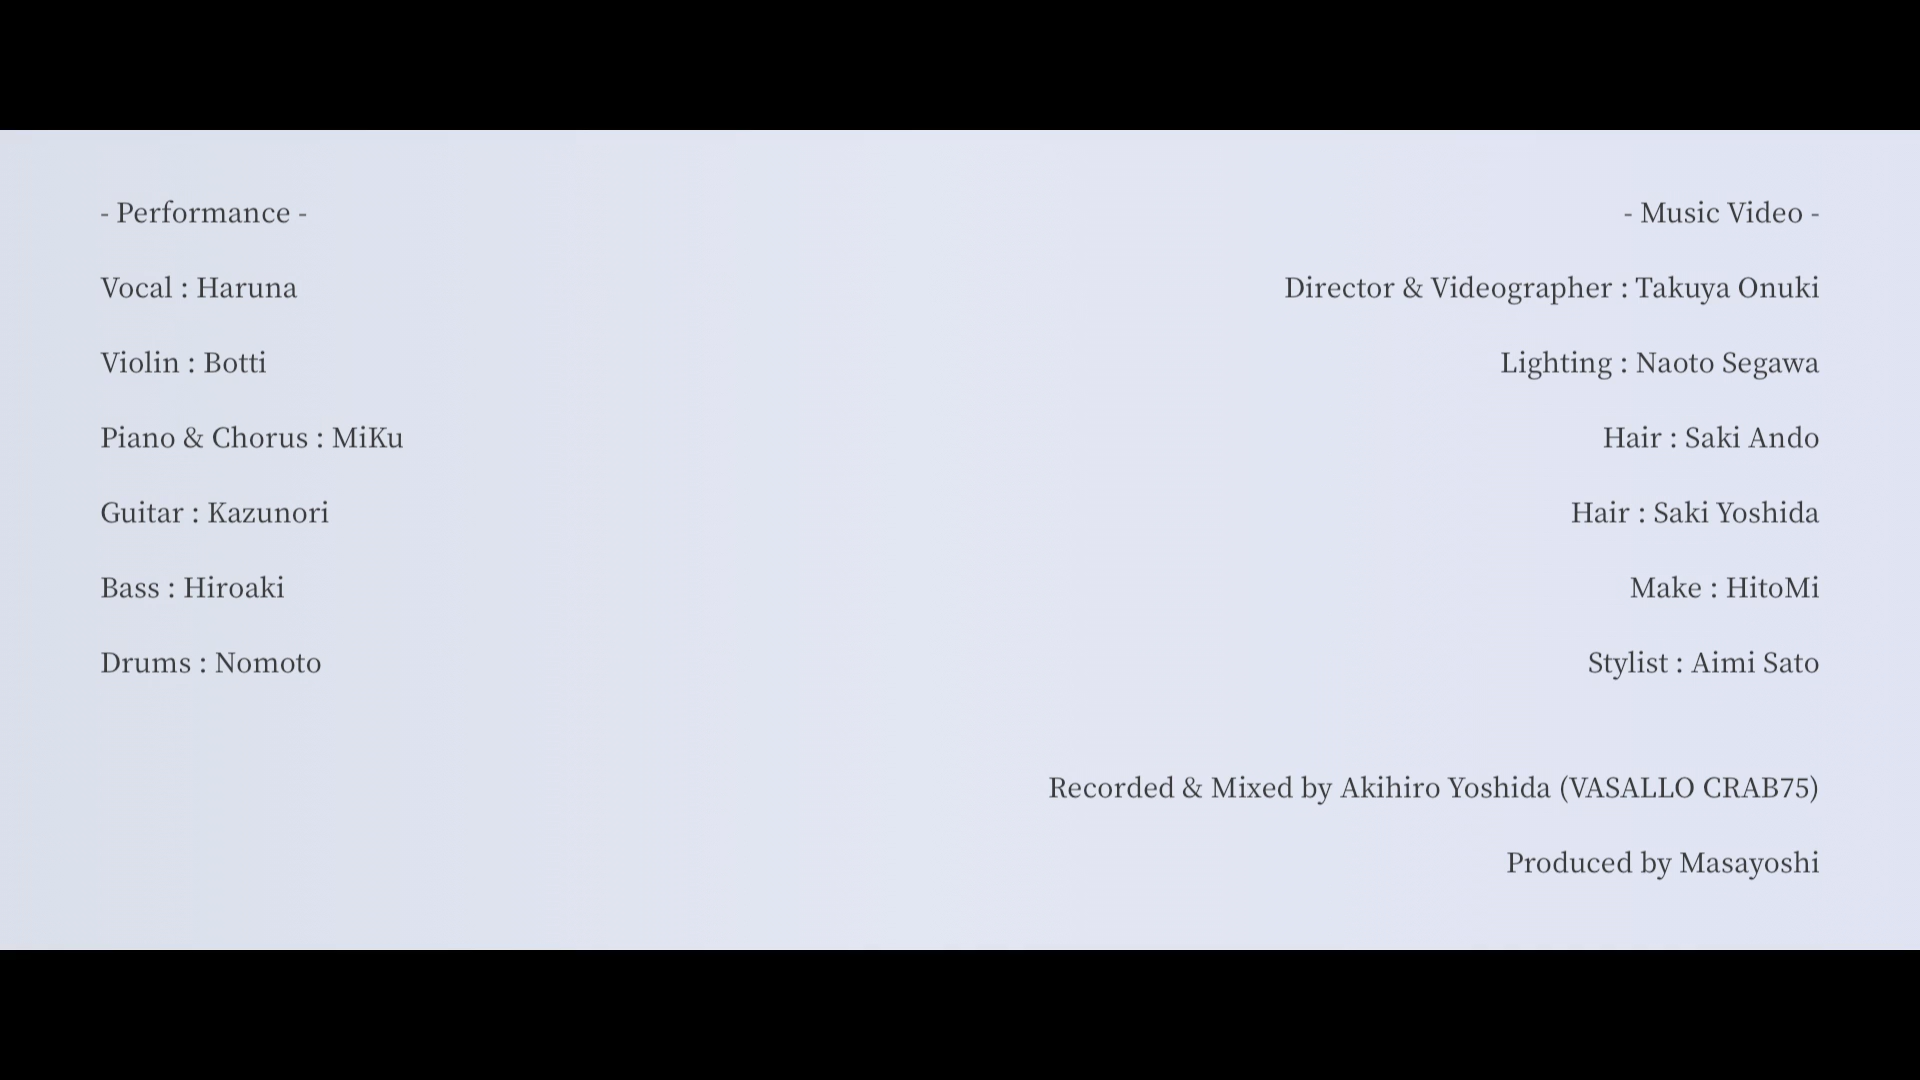 - Performance -
Vocal : Haruna
Violin : Botti
Piano & Chorus : MiKu
Guitar : Kazunori
Bass : Hiroaki
Drums : Nomoto
- Music Video -
Director & Videographer : Takuya Onuki
Lighting : Naoto Segawa
Hair : Saki Ando
Hair : Saki Yoshida
Make : HitoMi
Stylist : Aimi Sato
Recorded & Mixed by Akihiro Yoshida (VASALLO CRAB75)
Produced by Masayoshi